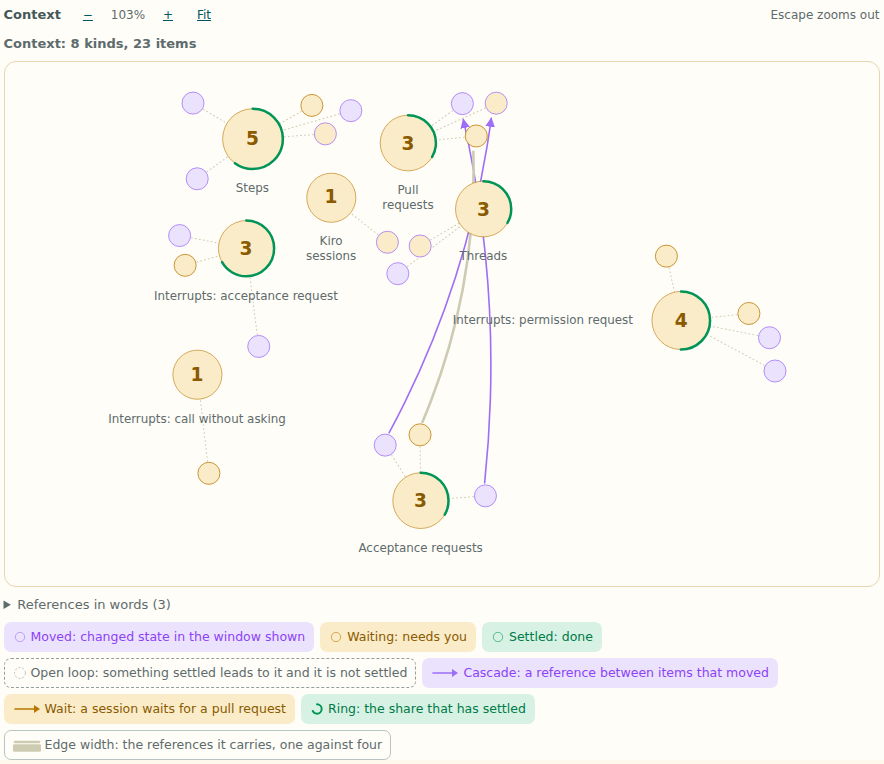 Context − 103% + Fit Escape zooms out
Context: 8 kinds, 23 items
5
Steps
3
Pull
requests
1
Kiro
sessions
3
Threads
3
Interrupts: acceptance request
4
Interrupts: permission request
1
Interrupts: call without asking
3
Acceptance requests
▶ References in words (3)
Moved: changed state in the window shown
Waiting: needs you
Settled: done
Open loop: something settled leads to it and it is not settled
Cascade: a reference between items that moved
Wait: a session waits for a pull request
Ring: the share that has settled
Edge width: the references it carries, one against four